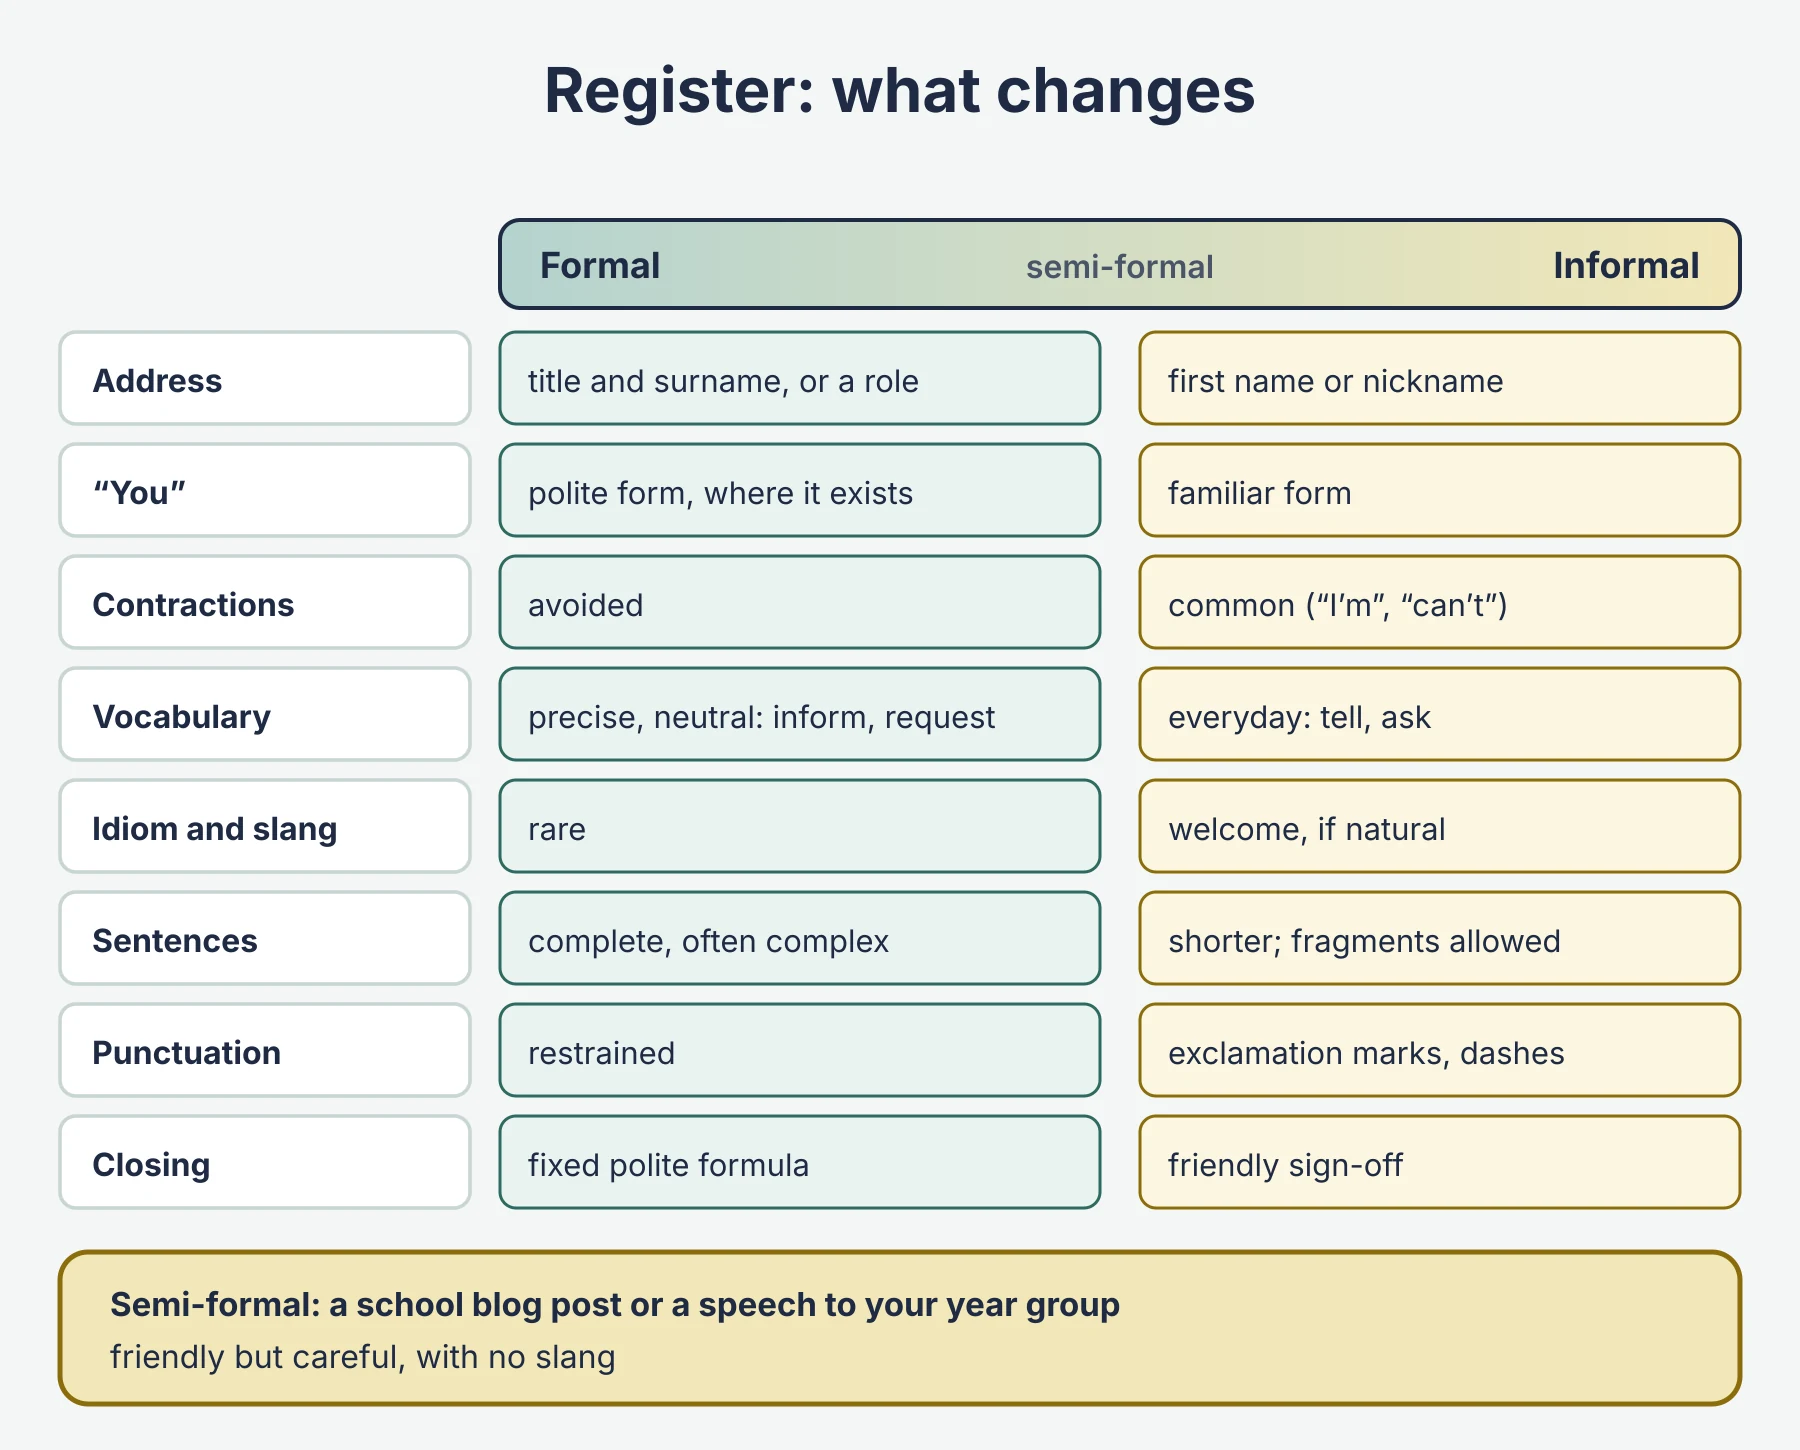 Register: what changes
Formal semi-formal Informal
Address title and surname, or a role first name or nickname
“You” polite form, where it exists familiar form
Contractions avoided common (“I’m”, “can’t”)
Vocabulary precise, neutral: inform, request everyday: tell, ask
Idiom and slang rare welcome, if natural
Sentences complete, often complex shorter; fragments allowed
Punctuation restrained exclamation marks, dashes
Closing fixed polite formula friendly sign-off
Semi-formal: a school blog post or a speech to your year group
friendly but careful, with no slang